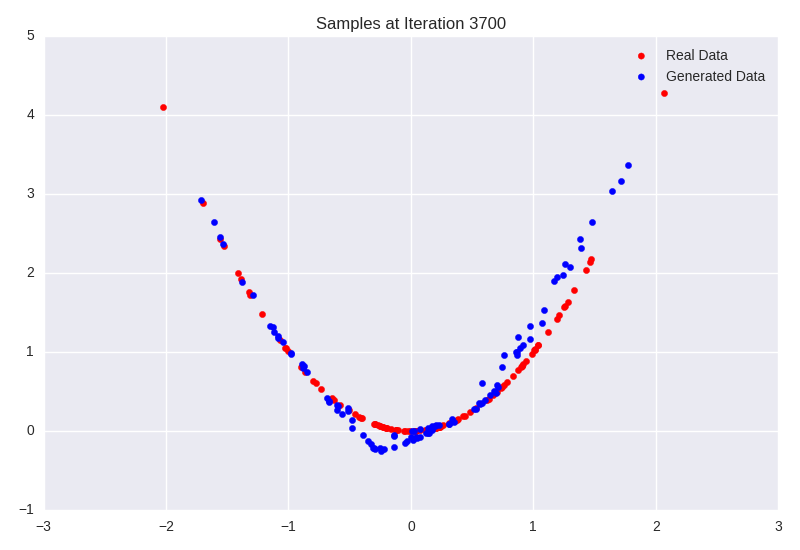 Samples at Iteration 3700
Real Data
Generated Data
5
4
3
2
1
0
−1
−3 −2 −1 0 1 2 3